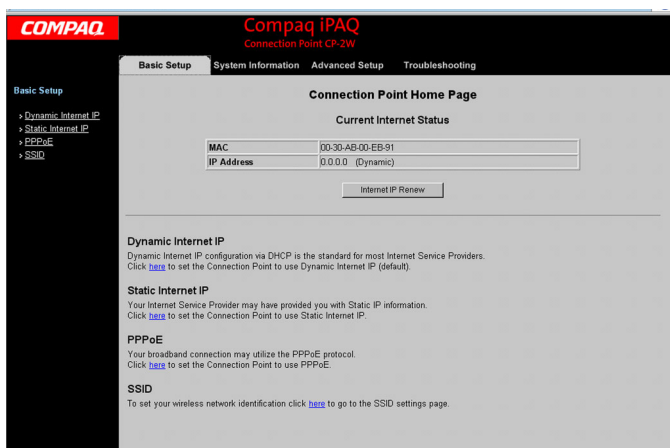 COMPAQ
Compaq iPAQ
Connection Point CP-2W
Basic Setup System Information Advanced Setup Troubleshooting
Basic Setup
› Dynamic Internet IP
› Static Internet IP
› PPPoE
› SSID
Connection Point Home Page
Current Internet Status
MAC 00-30-AB-00-EB-91
IP Address 0.0.0.0 (Dynamic)
Internet IP Renew
Dynamic Internet IP
Dynamic Internet IP configuration via DHCP is the standard for most Internet Service Providers.
Click here to set the Connection Point to use Dynamic Internet IP (default).
Static Internet IP
Your Internet Service Provider may have provided you with Static IP information.
Click here to set the Connection Point to use Static Internet IP.
PPPoE
Your broadband connection may utilize the PPPoE protocol.
Click here to set the Connection Point to use PPPoE.
SSID
To set your wireless network identification click here to go to the SSID settings page.